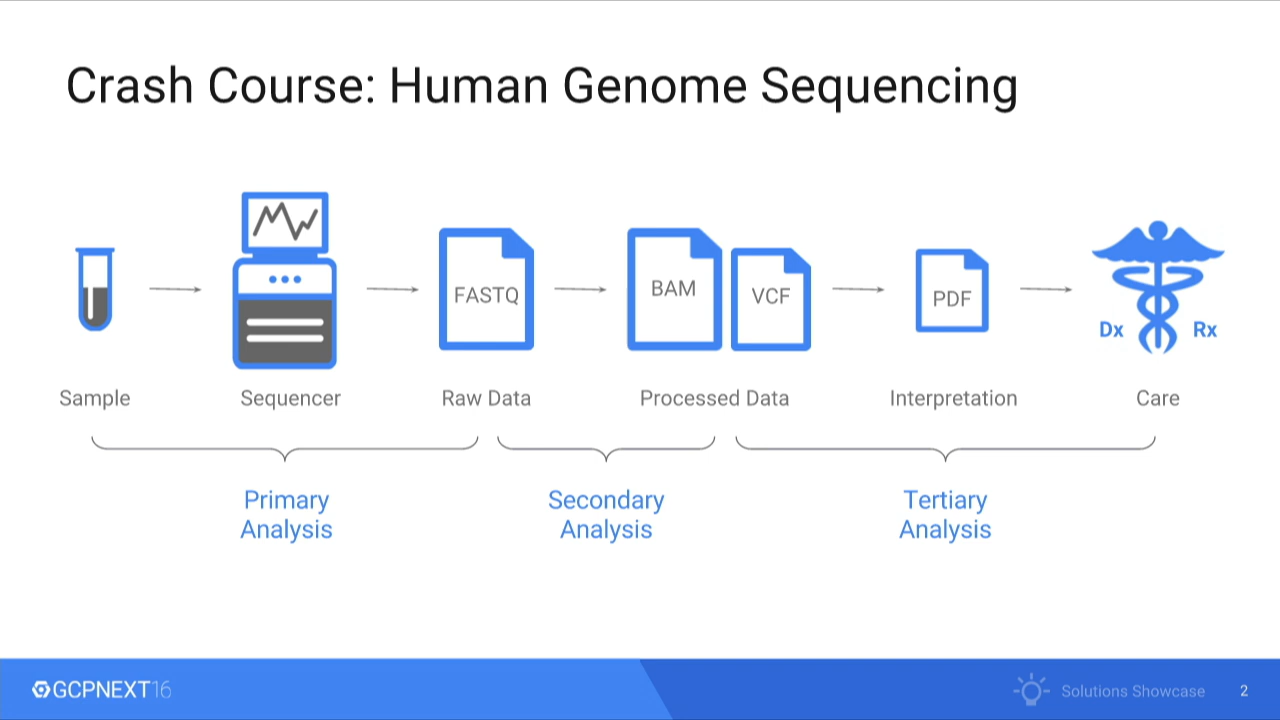 Crash Course: Human Genome Sequencing
FASTQ
BAM
VCF
PDF
Dx
Rx
Sample
Sequencer
Raw Data
Processed Data
Interpretation
Care
Primary
Analysis
Secondary
Analysis
Tertiary
Analysis
GCPNEXT16
Solutions Showcase
2